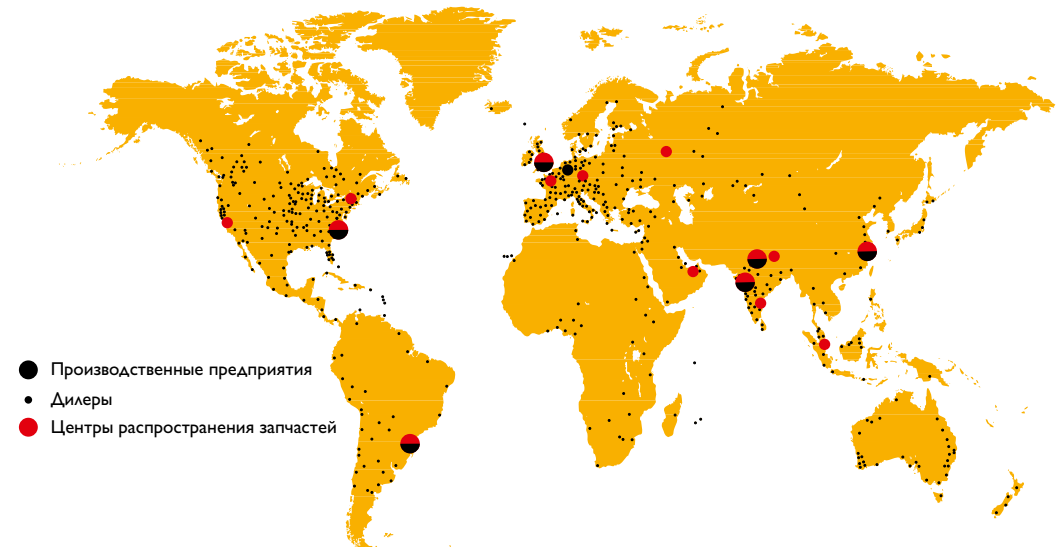 Производственные предприятия
Дилеры
Центры распространения запчастей